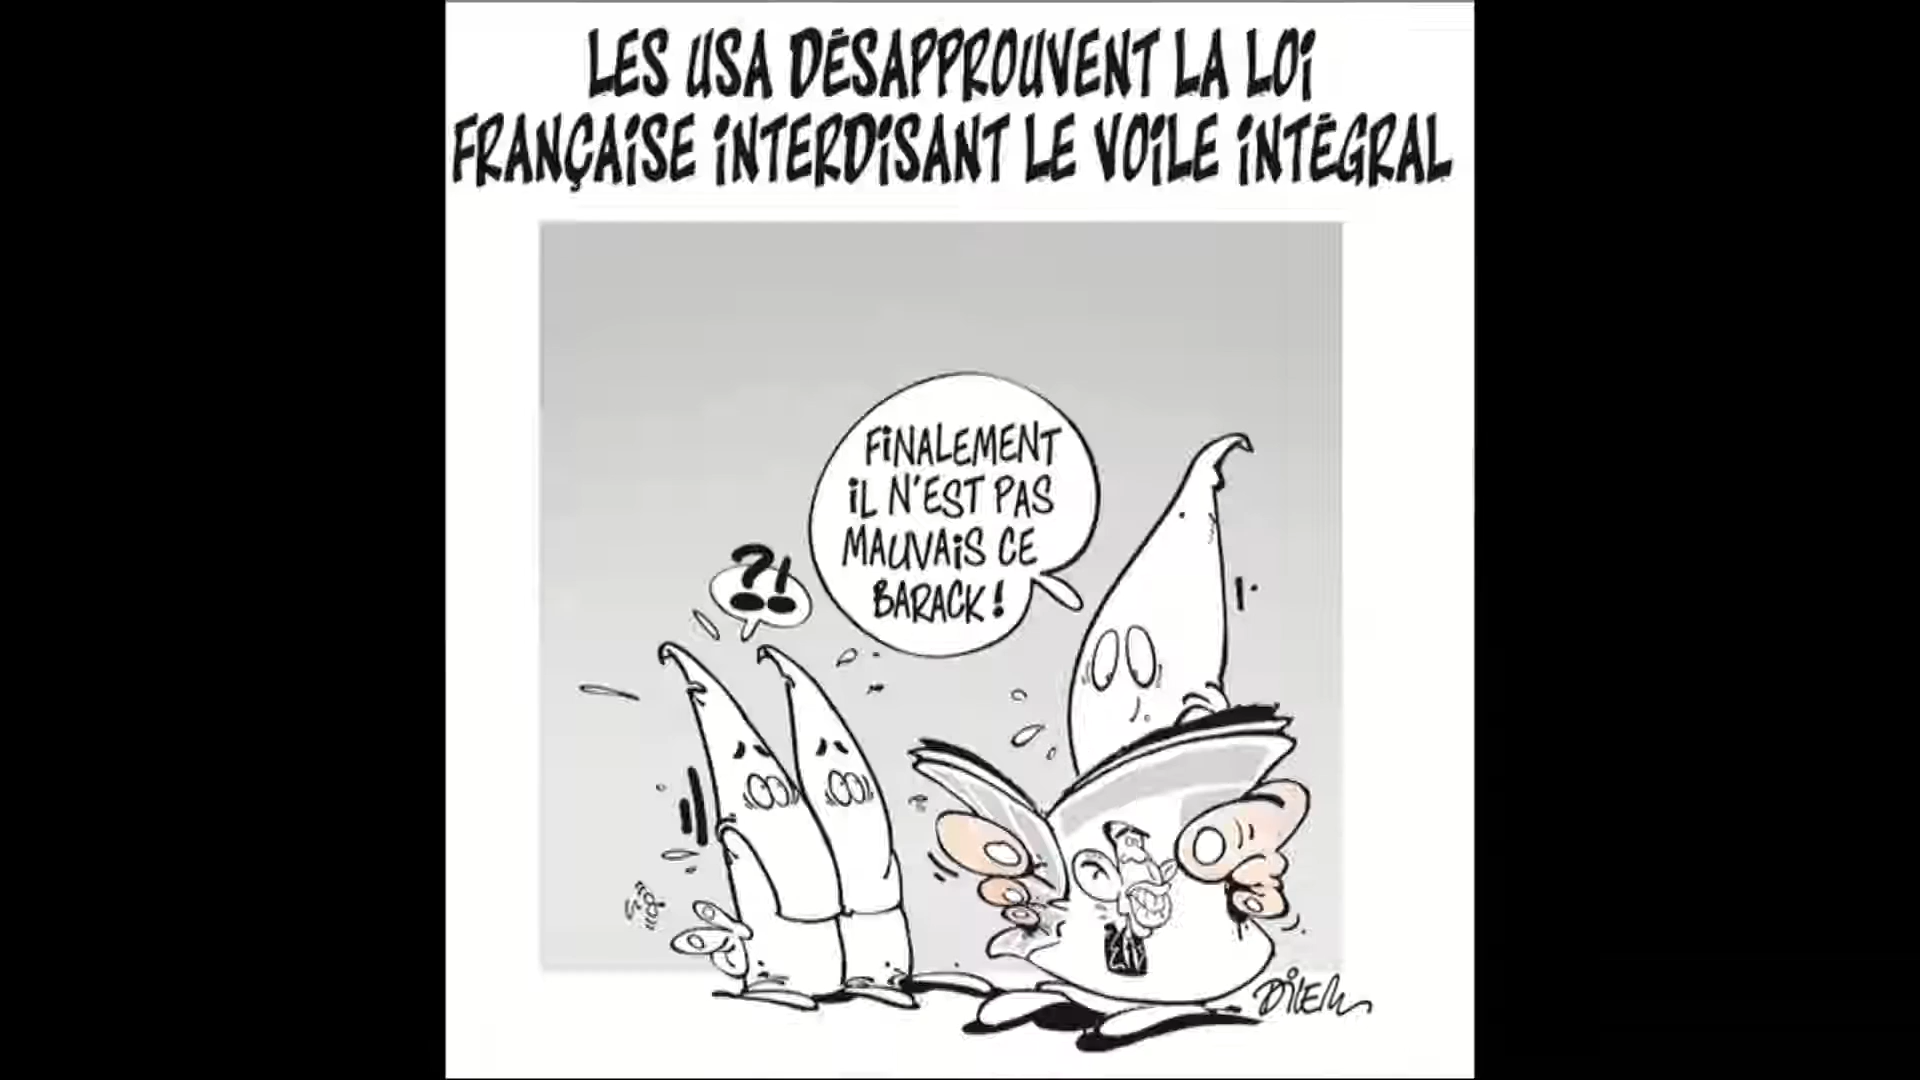 LES USA DÉSAPPROUVENT LA LOI
FRANÇAISE INTERDISANT LE VOILE INTÉGRAL
FINALEMENT
IL N'EST PAS
MAUVAIS CE
BARACK!
?!
DILEM